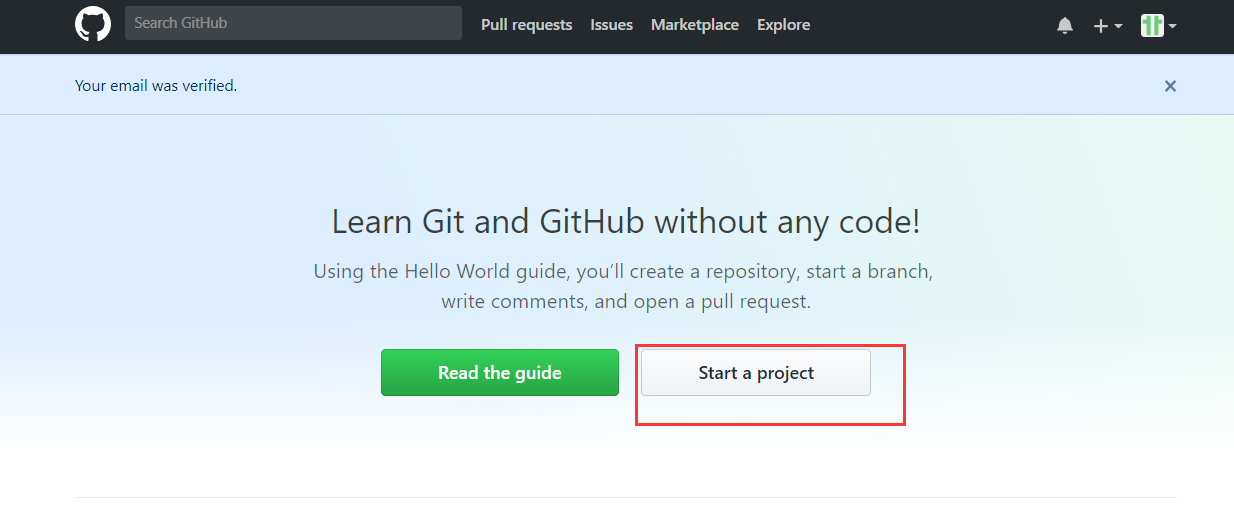 Search GitHub Pull requests Issues Marketplace Explore
Your email was verified.
Learn Git and GitHub without any code!
Using the Hello World guide, you’ll create a repository, start a branch,
write comments, and open a pull request.
Read the guide Start a project